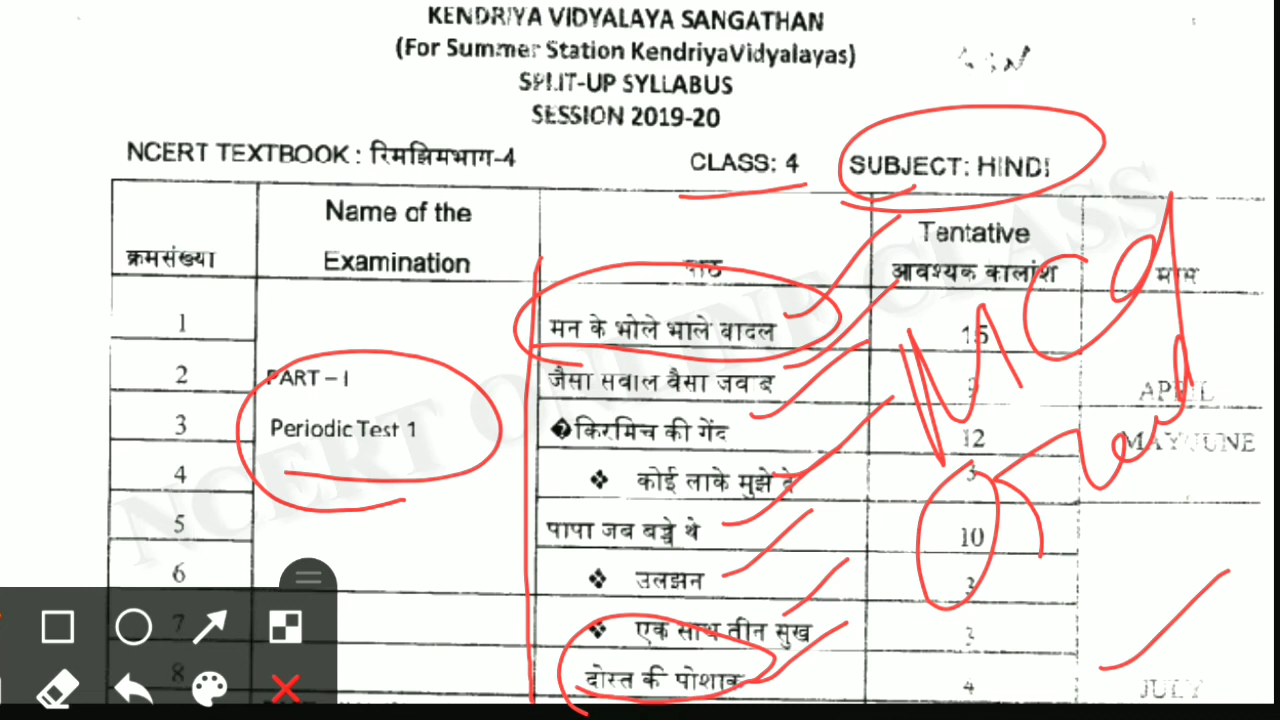 KENDRIYA VIDYALAYA SANGATHAN
(For Summer Station KendriyaVidyalayas)
SPLIT-UP SYLLABUS
SESSION 2019-20
NCERT TEXTBOOK : रिमझिमभाग-4 CLASS: 4 SUBJECT: HINDI
क्रमसंख्या Name of the Examination पाठ Tentative आवश्यक कालांश
1 मन के भोले भाले बादल 15
2 PART – I जैसा सवाल वैसा जवाब APRIL
3 Periodic Test 1 किरमिच की गेंद 12 MAY/JUNE
4 ❖ कोई लाके मुझे दे 3
5 पापा जब बच्चे थे 10
6 ❖ उलझन
7 ❖ एक साथ तीन सुख
8 दोस्त की पोशाक 4 JULY
NCERT ONLINE CLASS